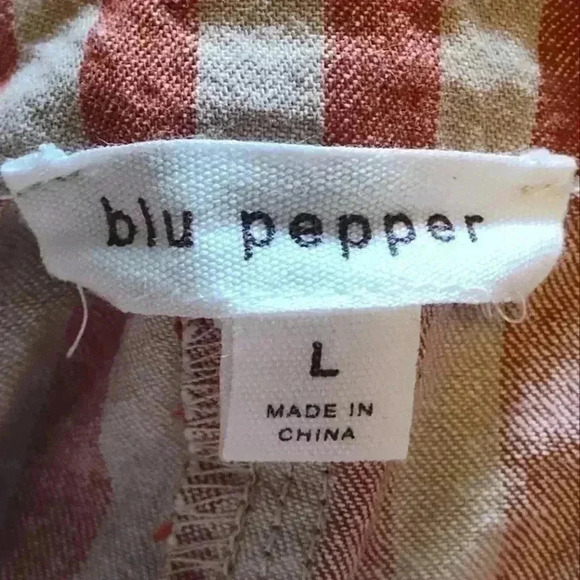 blu pepper
L
MADE IN
CHINA